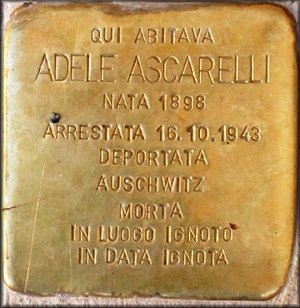 QUI ABITAVA
ADELE ASCARELLI
NATA 1898
ARRESTATA 16.10.1943
DEPORTATA
AUSCHWITZ
MORTA
IN LUOGO IGNOTO
IN DATA IGNOTA